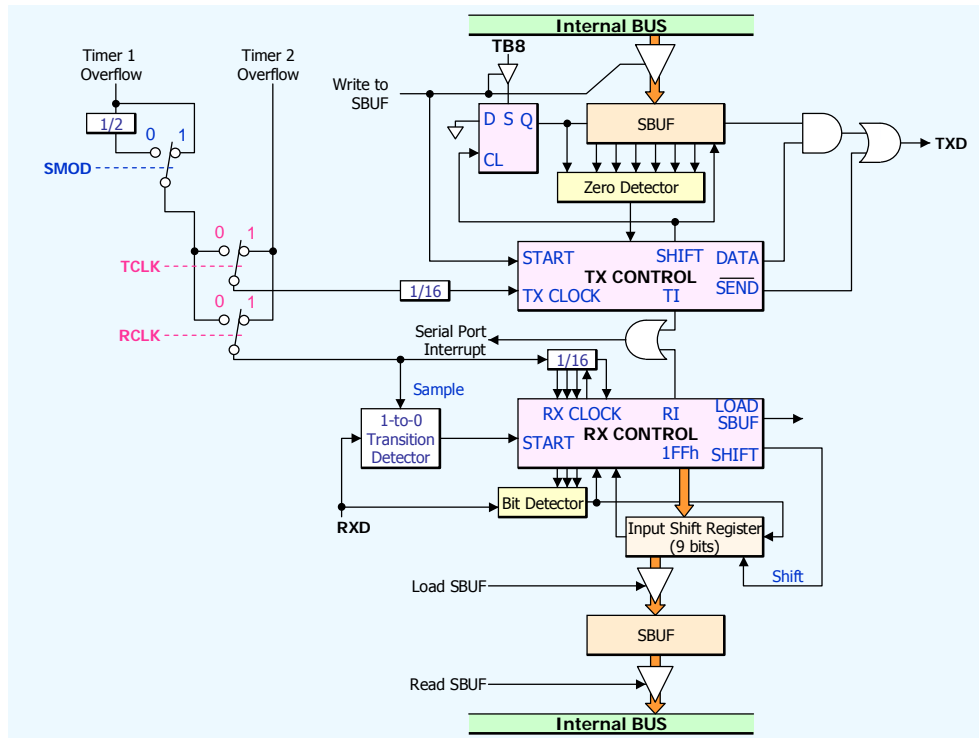 Internal BUS
TB8
Timer 1
Overflow
Timer 2
Overflow
Write to
SBUF
1/2
0 1
SMOD
D S Q
CL
SBUF
TXD
Zero Detector
0 1
TCLK
START
SHIFT
DATA
TX CONTROL
1/16
TX CLOCK
TI
SEND
0 1
RCLK
Serial Port
Interrupt
1/16
Sample
RX CLOCK
RI
LOAD
SBUF
1-to-0
Transition
Detector
START
RX CONTROL
1FFh
SHIFT
Bit Detector
RXD
Input Shift Register
(9 bits)
Load SBUF
Shift
SBUF
Read SBUF
Internal BUS